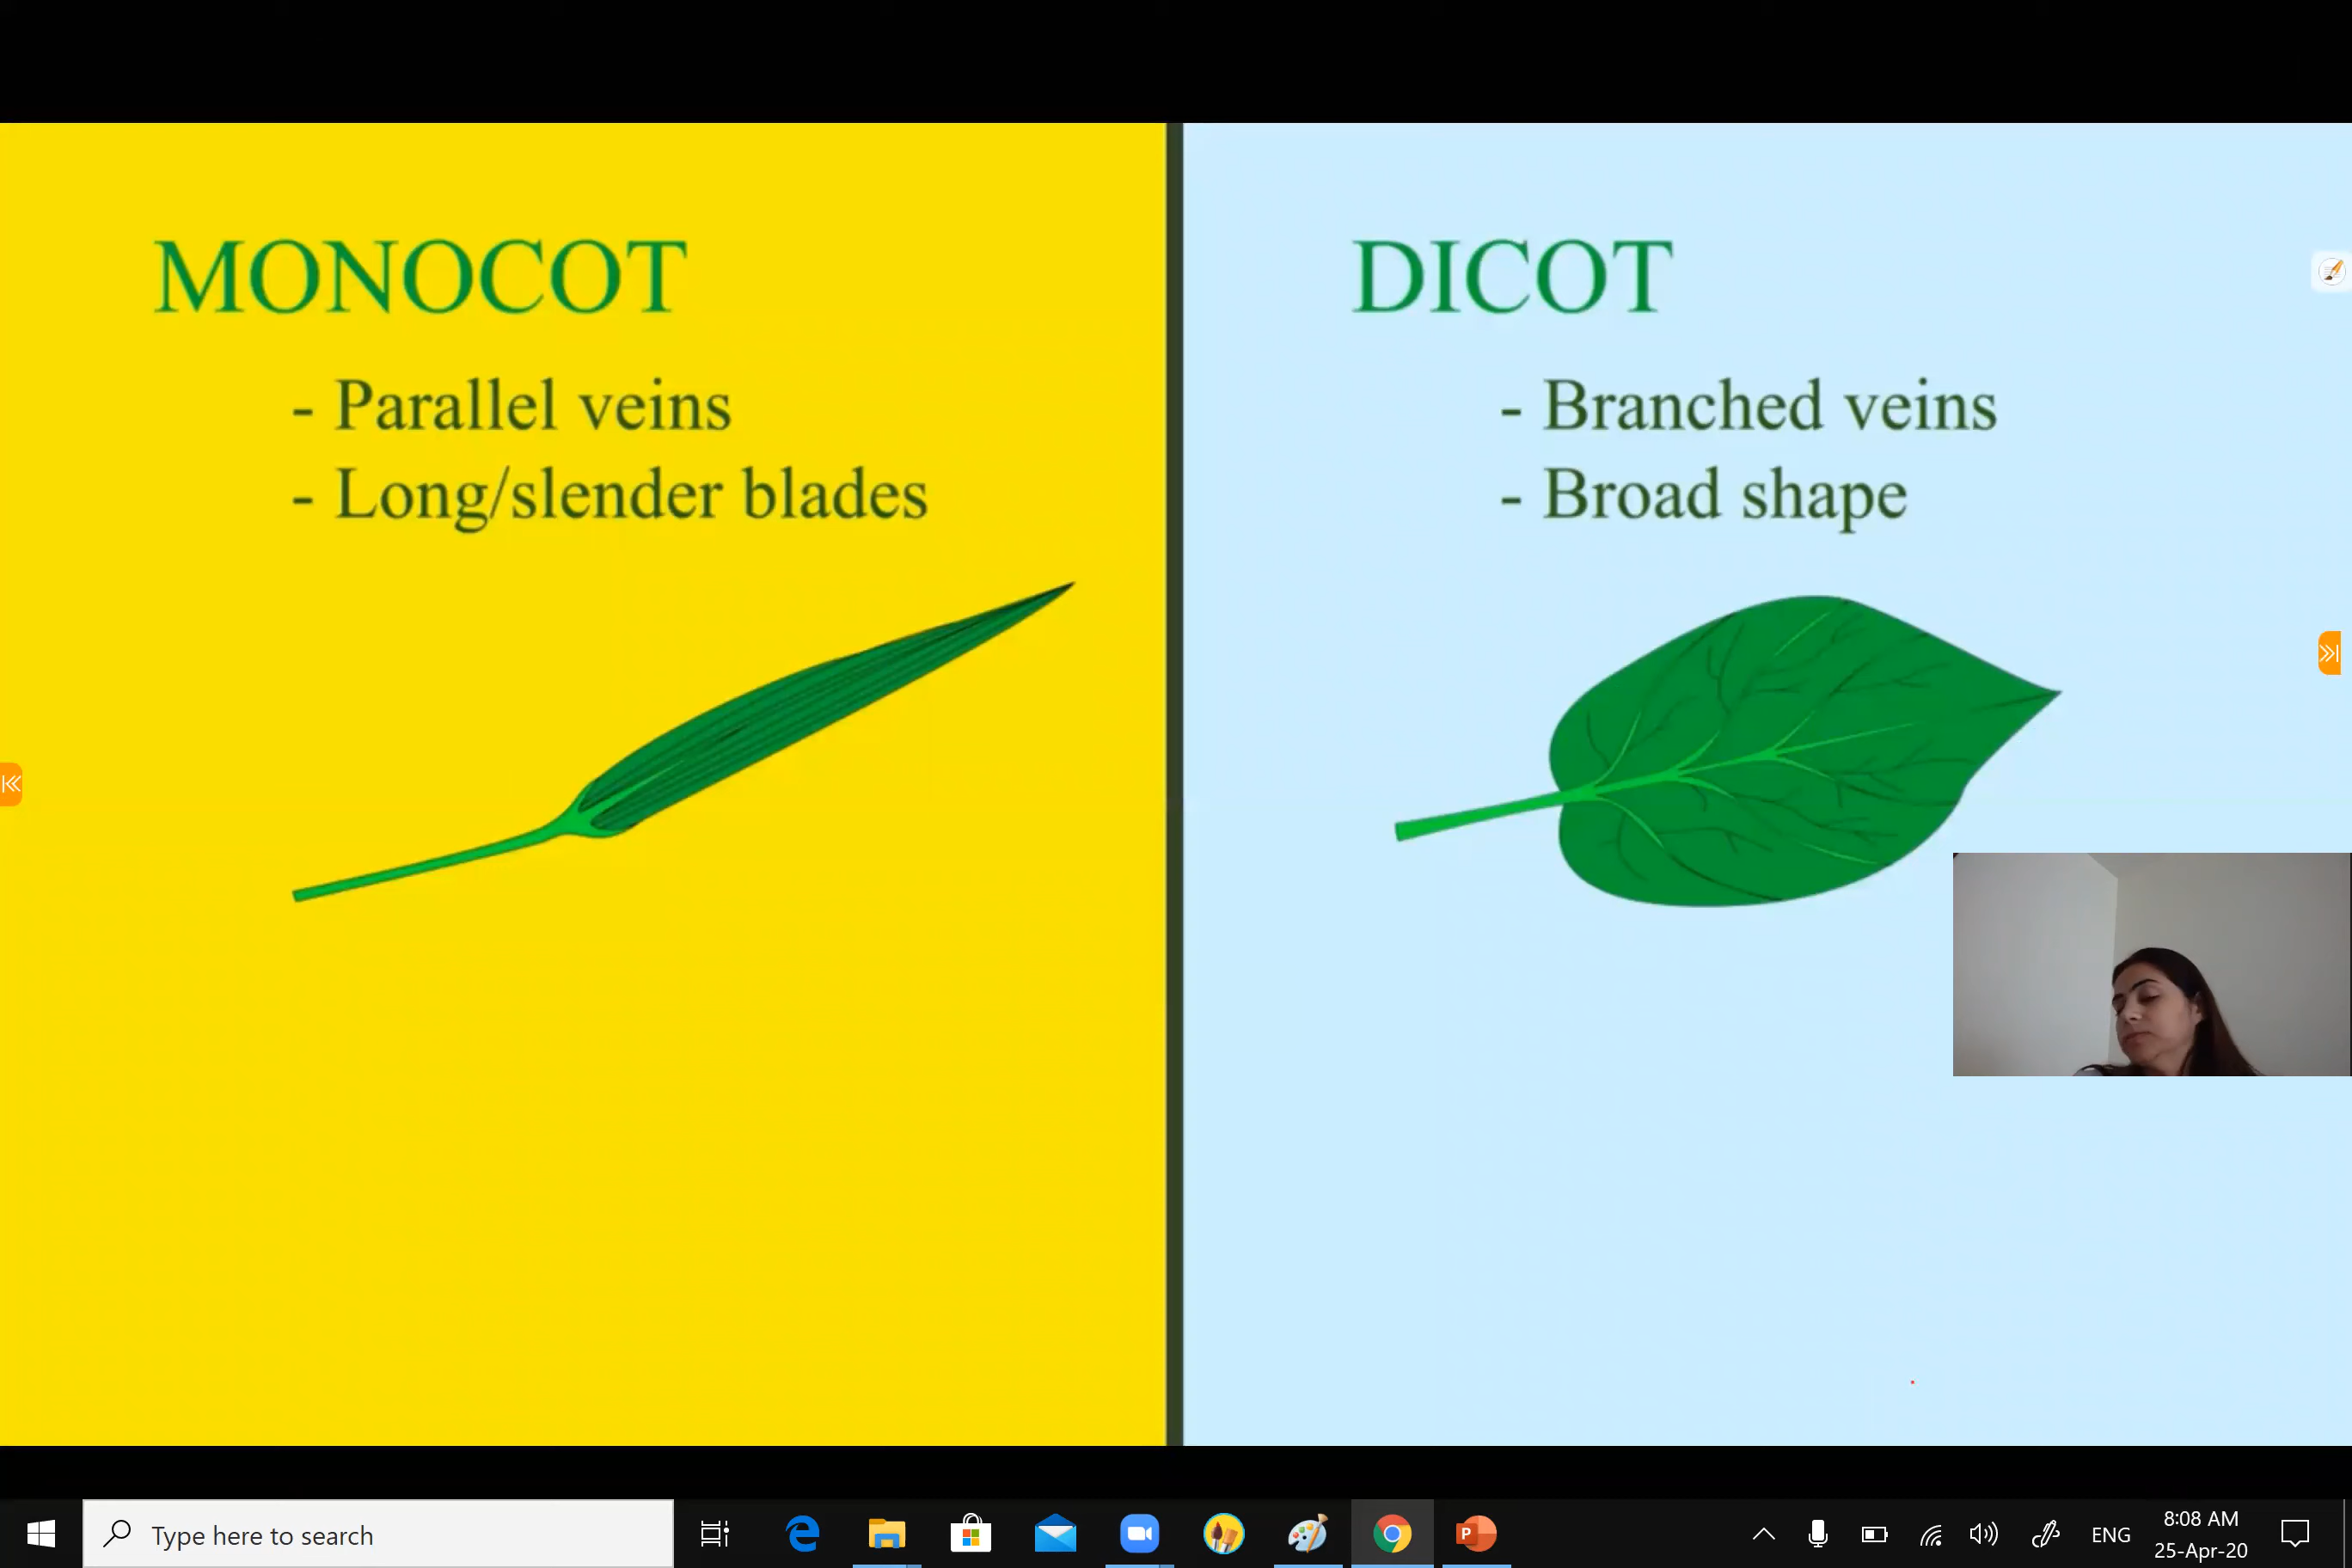 MONOCOT
- Parallel veins
- Long/slender blades
DICOT
- Branched veins
- Broad shape
Type here to search
P
ENG
8:08 AM
25-Apr-20